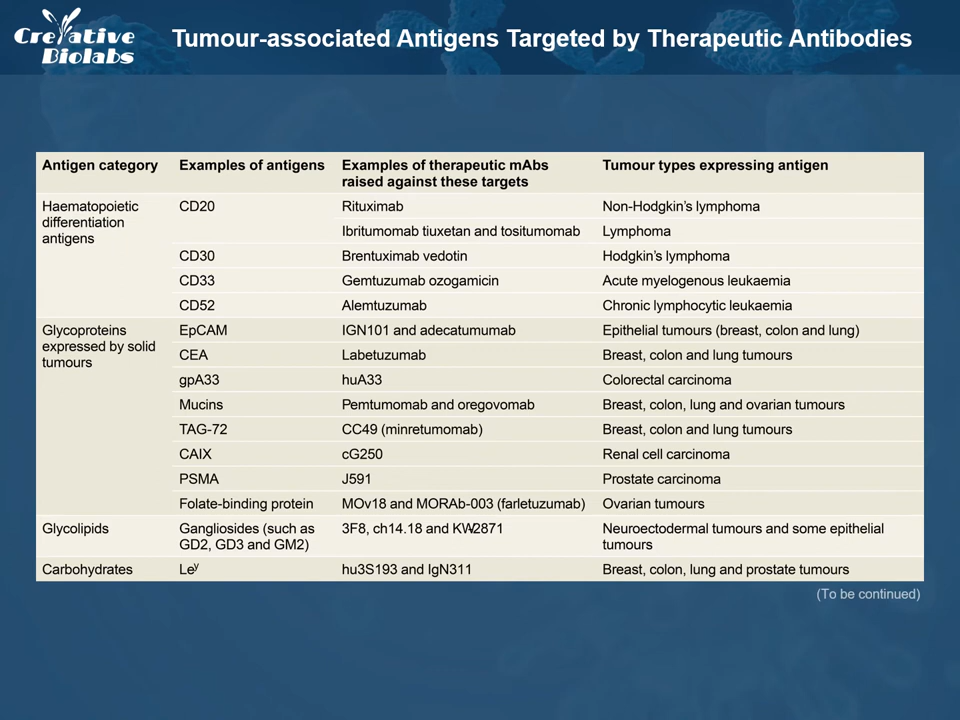 Creative
Biolabs
Tumour-associated Antigens Targeted by Therapeutic Antibodies
Antigen category Examples of antigens Examples of therapeutic mAbs raised against these targets Tumour types expressing antigen
Haematopoietic differentiation antigens CD20 Rituximab Non-Hodgkin's lymphoma
Ibritumomab tiuxetan and tositumomab Lymphoma
CD30 Brentuximab vedotin Hodgkin's lymphoma
CD33 Gemtuzumab ozogamicin Acute myelogenous leukaemia
CD52 Alemtuzumab Chronic lymphocytic leukaemia
Glycoproteins expressed by solid tumours EpCAM IGN101 and adecatumumab Epithelial tumours (breast, colon and lung)
CEA Labetuzumab Breast, colon and lung tumours
gpA33 huA33 Colorectal carcinoma
Mucins Pemtumomab and oregovomab Breast, colon, lung and ovarian tumours
TAG-72 CC49 (minretumomab) Breast, colon and lung tumours
CAIX cG250 Renal cell carcinoma
PSMA J591 Prostate carcinoma
Folate-binding protein MOv18 and MORAb-003 (farletuzumab) Ovarian tumours
Glycolipids Gangliosides (such as GD2, GD3 and GM2) 3F8, ch14.18 and KW2871 Neuroectodermal tumours and some epithelial tumours
Carbohydrates Leʸ hu3S193 and IgN311 Breast, colon, lung and prostate tumours
(To be continued)